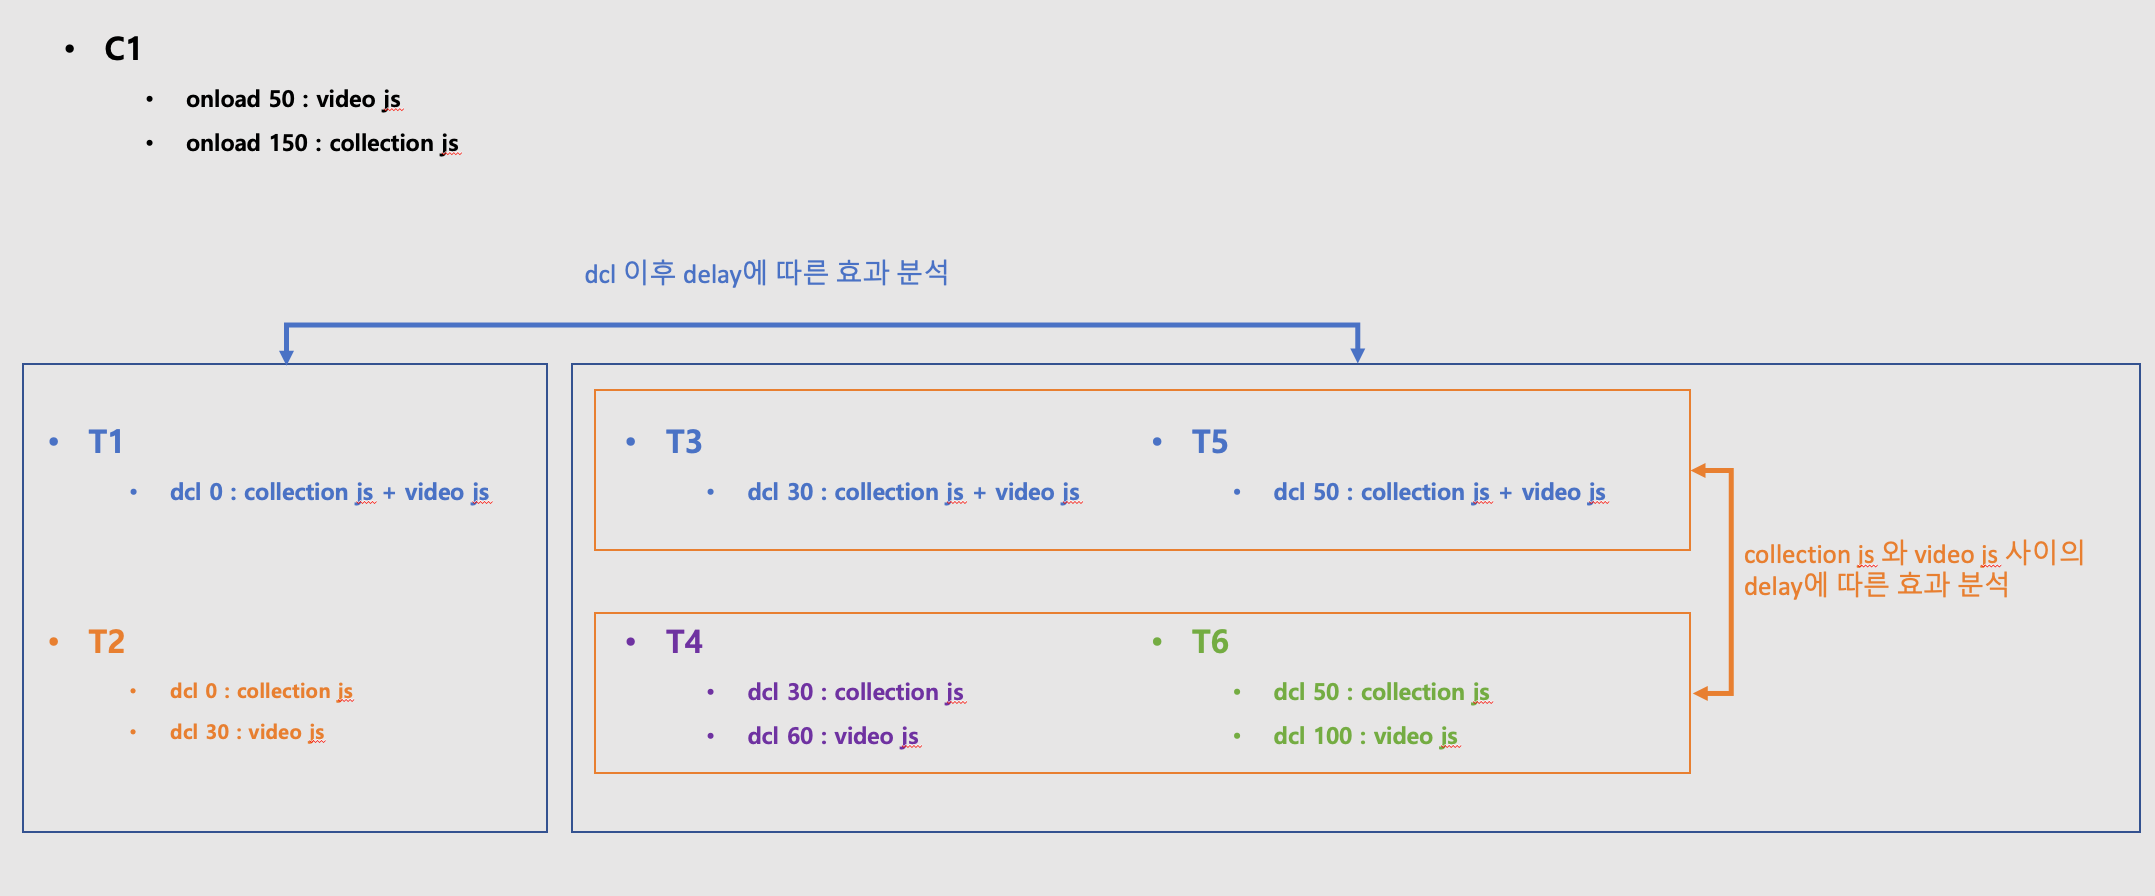 • C1
• onload 50 : video js
• onload 150 : collection js
dcl 이후 delay에 따른 효과 분석
• T1
• dcl 0 : collection js + video js
• T2
• dcl 0 : collection js
• dcl 30 : video js
• T3
• dcl 30 : collection js + video js
• T5
• dcl 50 : collection js + video js
• T4
• dcl 30 : collection js
• dcl 60 : video js
• T6
• dcl 50 : collection js
• dcl 100 : video js
collection js 와 video js 사이의
delay에 따른 효과 분석